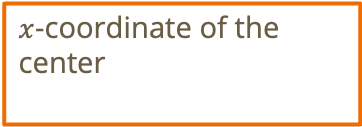 𝑥-coordinate of the
center